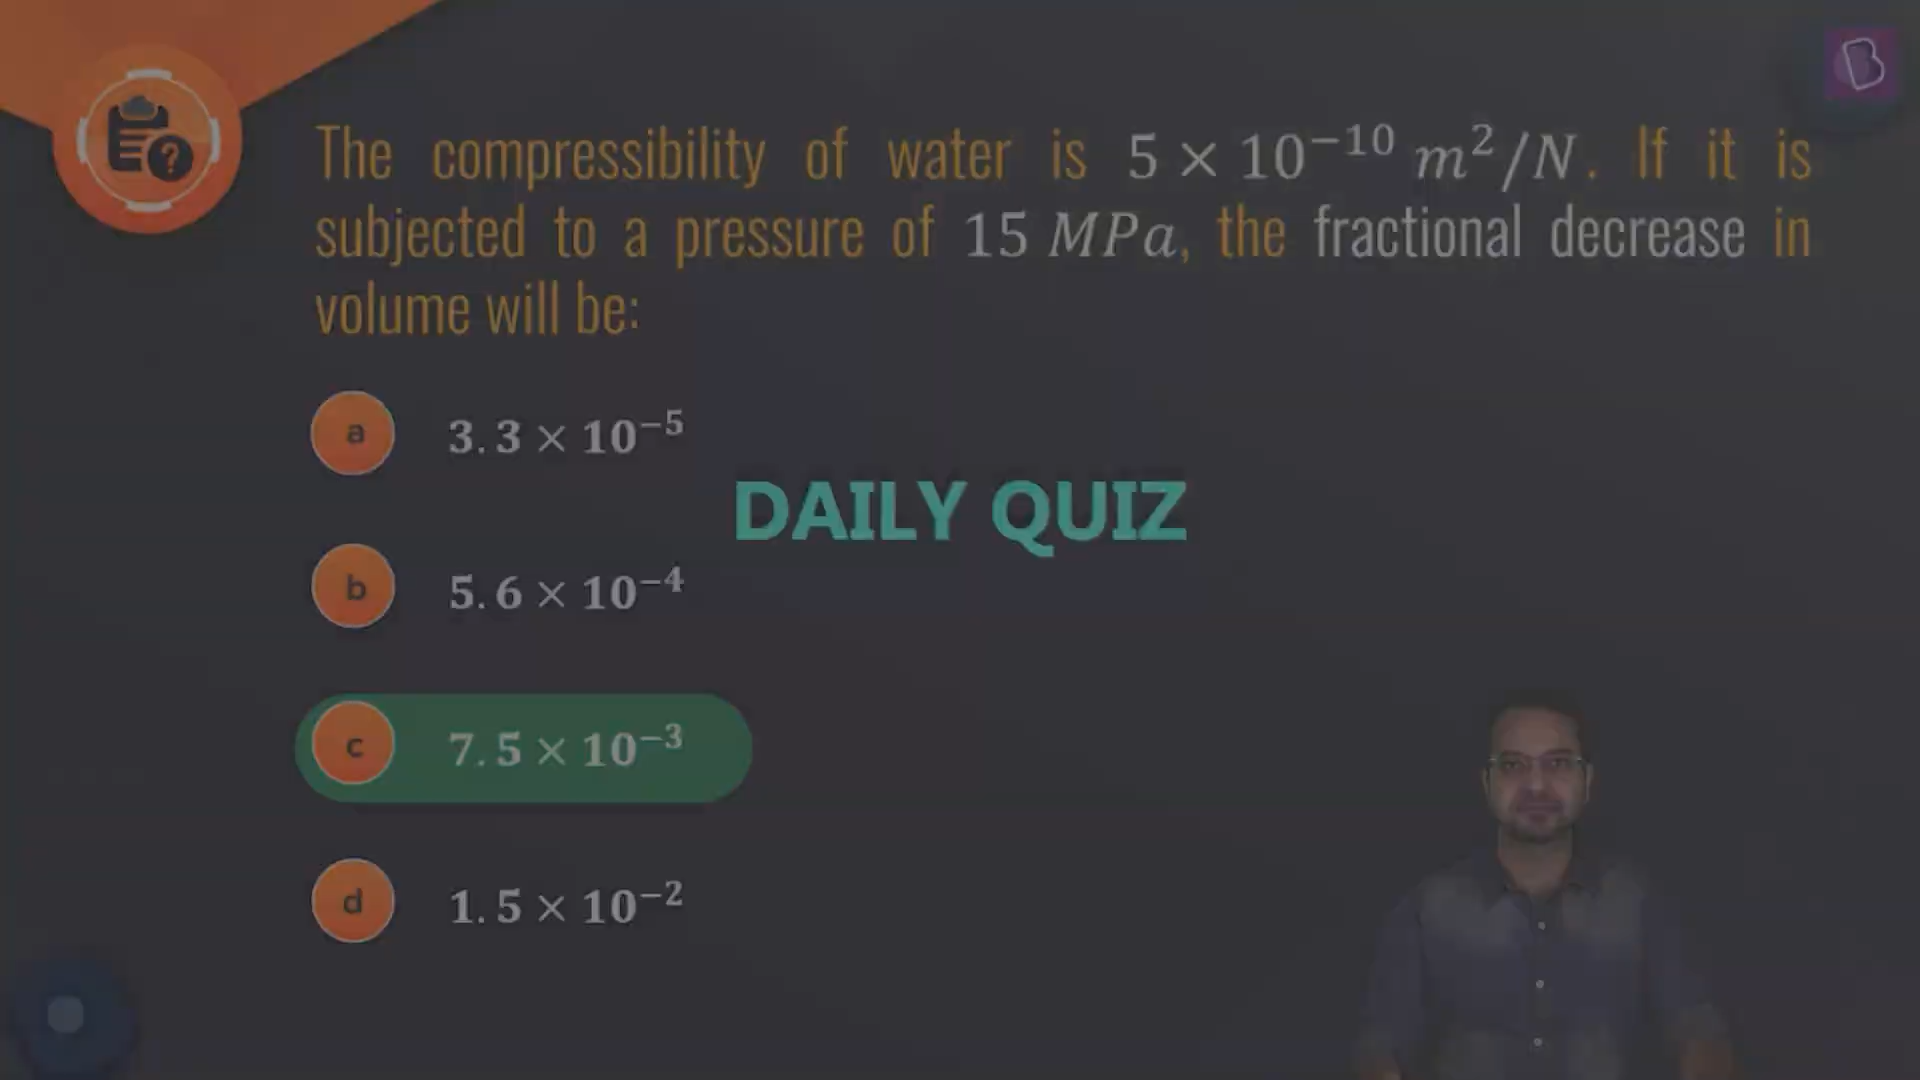 The compressibility of water is 5 × 10⁻¹⁰ m²/N. If it is
subjected to a pressure of 15 MPa, the fractional decrease in
volume will be:
a 3.3 × 10⁻⁵
DAILY QUIZ
b 5.6 × 10⁻⁴
c 7.5 × 10⁻³
d 1.5 × 10⁻²